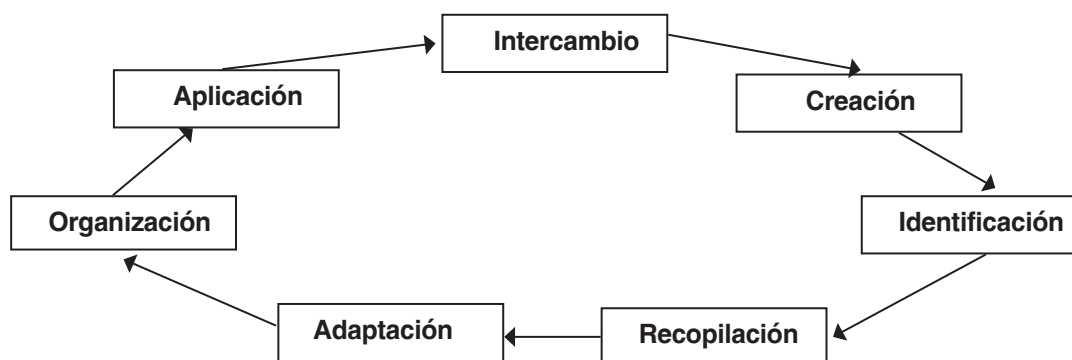 Intercambio
Aplicación
Creación
Organización
Identificación
Adaptación
Recopilación